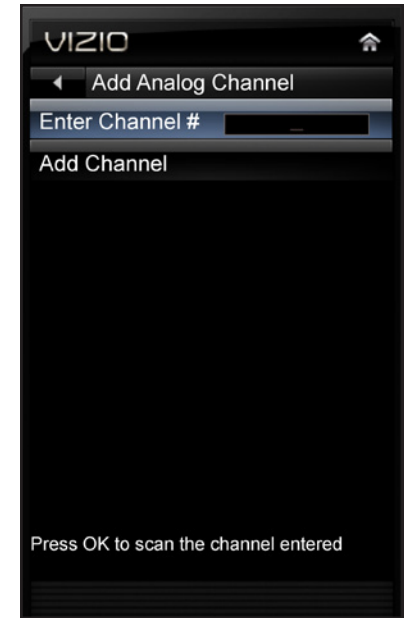 VIZIO
Add Analog Channel
Enter Channel # _
Add Channel
Press OK to scan the channel entered